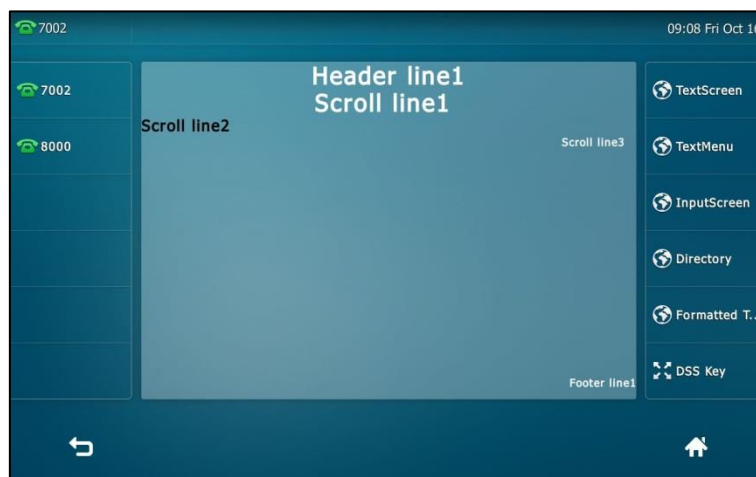 7002
09:08 Fri Oct
7002
8000
Header line1
Scroll line1
Scroll line2
Scroll line3
Footer line1
TextScreen
TextMenu
InputScreen
Directory
Formatted T..
DSS Key